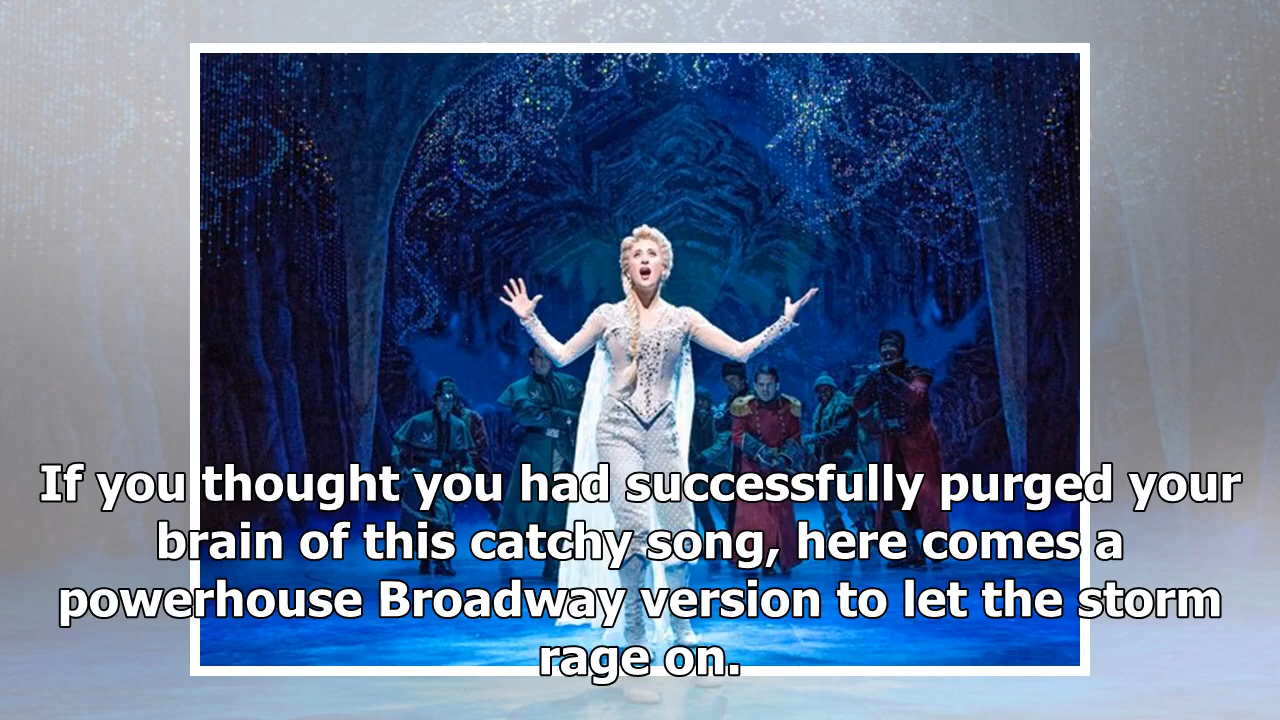 If you thought you had successfully purged your
brain of this catchy song, here comes a
powerhouse Broadway version to let the storm
rage on.